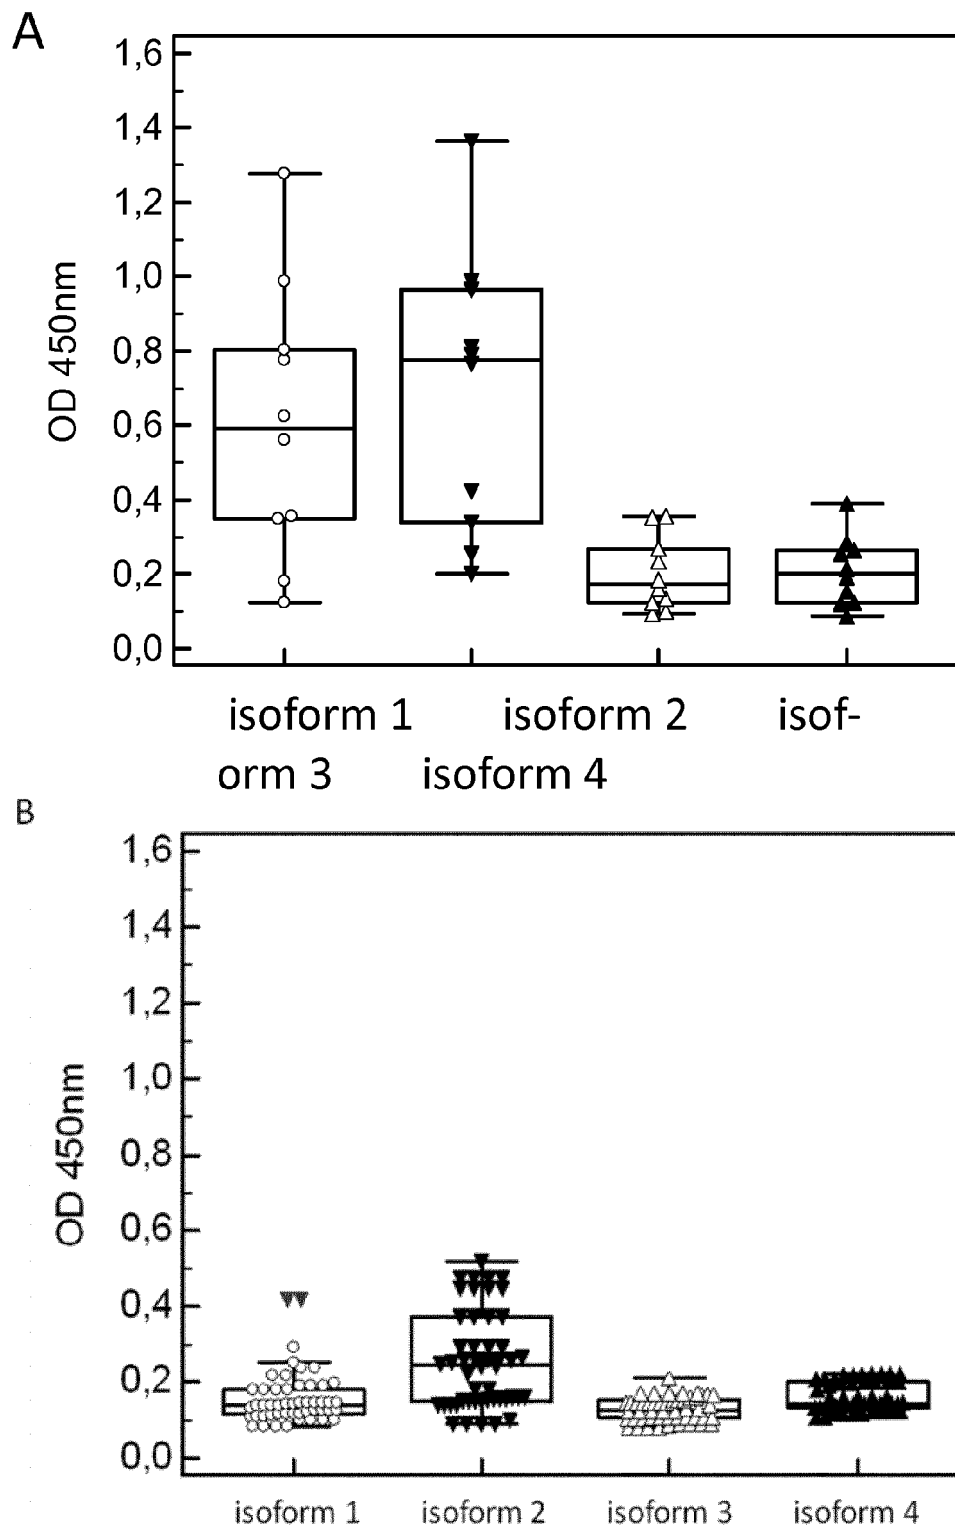 A
1,6
1,4
1,2
1,0
0,8
0,6
0,4
0,2
0,0
OD 450nm
isoform 1 isoform 2 isof-
orm 3 isoform 4
B
1,6
1,4
1,2
1,0
0,8
0,6
0,4
0,2
0,0
OD 450nm
isoform 1 isoform 2 isoform 3 isoform 4